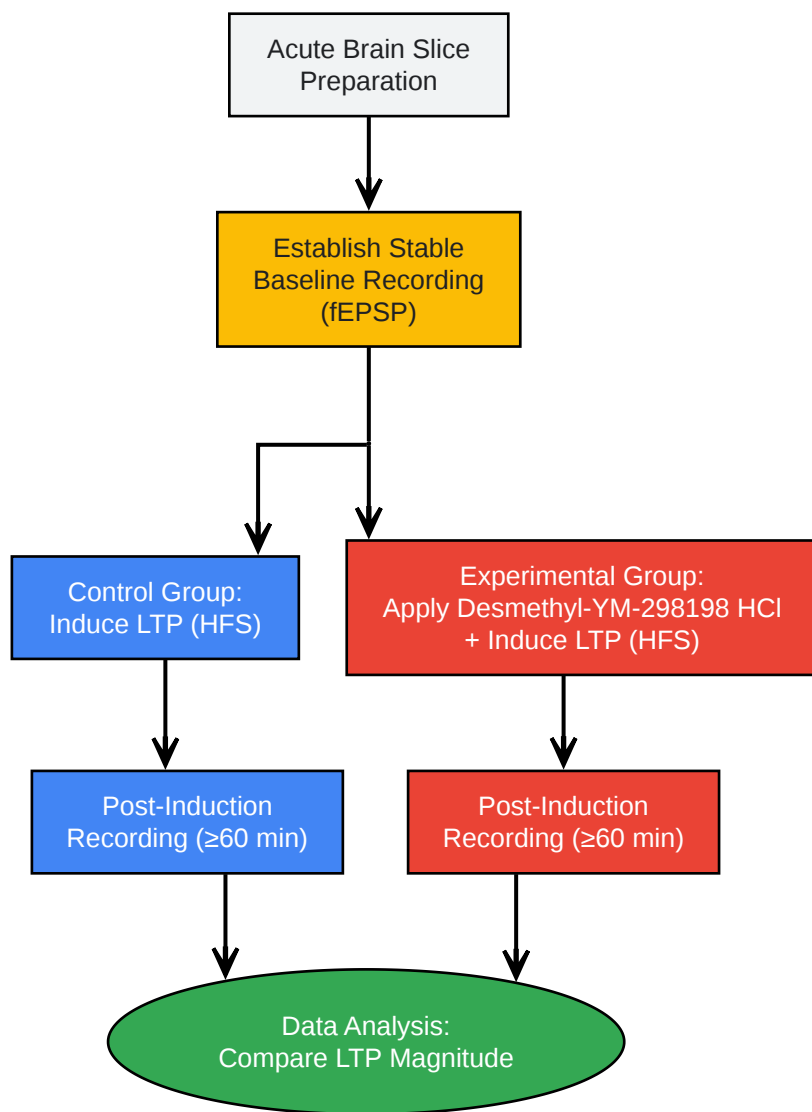 Acute Brain Slice
Preparation
Establish Stable
Baseline Recording
(fEPSP)
Control Group:
Induce LTP (HFS)
Experimental Group:
Apply Desmethyl-YM-298198 HCl
+ Induce LTP (HFS)
Post-Induction
Recording (≥60 min)
Post-Induction
Recording (≥60 min)
Data Analysis:
Compare LTP Magnitude